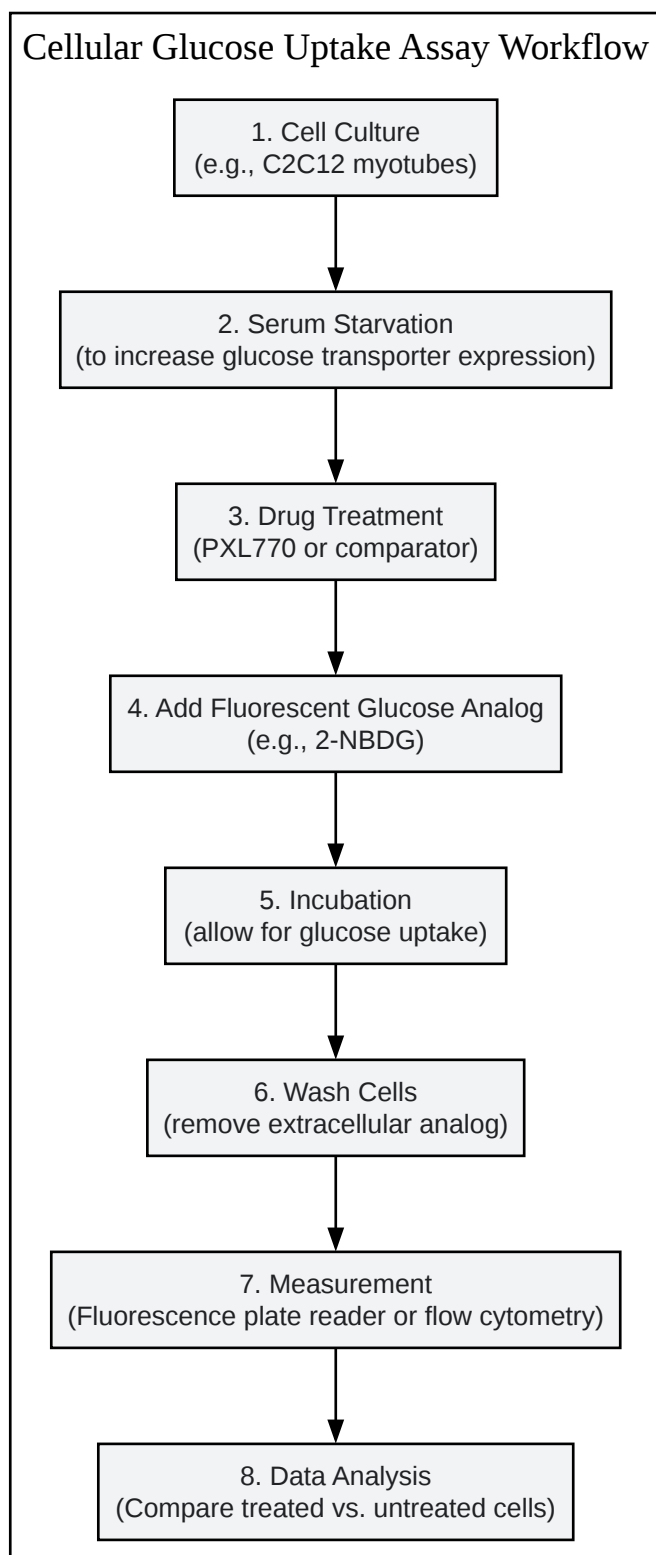 Cellular Glucose Uptake Assay Workflow
1. Cell Culture
(e.g., C2C12 myotubes)
2. Serum Starvation
(to increase glucose transporter expression)
3. Drug Treatment
(PXL770 or comparator)
4. Add Fluorescent Glucose Analog
(e.g., 2-NBDG)
5. Incubation
(allow for glucose uptake)
6. Wash Cells
(remove extracellular analog)
7. Measurement
(Fluorescence plate reader or flow cytometry)
8. Data Analysis
(Compare treated vs. untreated cells)